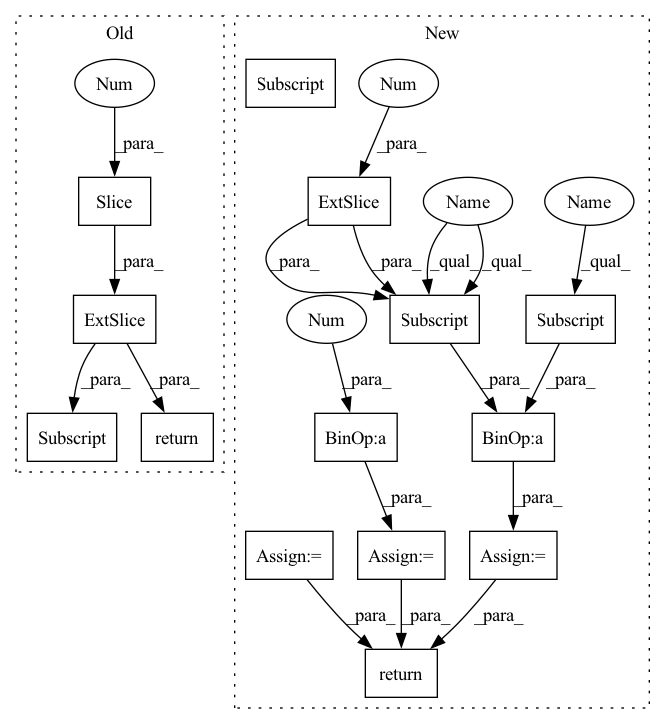 Old
New
Num
Subscript
Num
_para_
_para_
Slice
ExtSlice
Name
Name
_para_
_para_
_para_
_qual_
_qual_
_qual_
ExtSlice
Num
Subscript
Subscript
_para_
_para_
_para_
_para_
_para_
Subscript
return
BinOp:a
BinOp:a
_para_
_para_
Assign:=
Assign:=
Assign:=
_para_
_para_
_para_
return